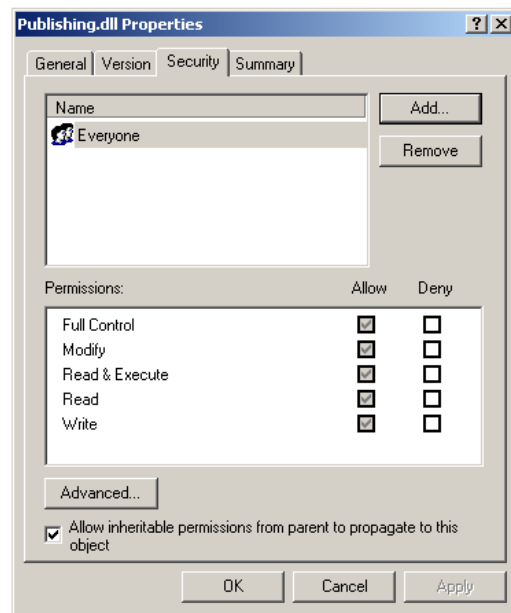 Publishing.dll Properties
General Version Security Summary
Name
Add...
Everyone
Remove
Permissions: Allow Deny
Full Control
Modify
Read & Execute
Read
Write
Advanced...
Allow inheritable permissions from parent to propagate to this
object
OK Cancel Apply